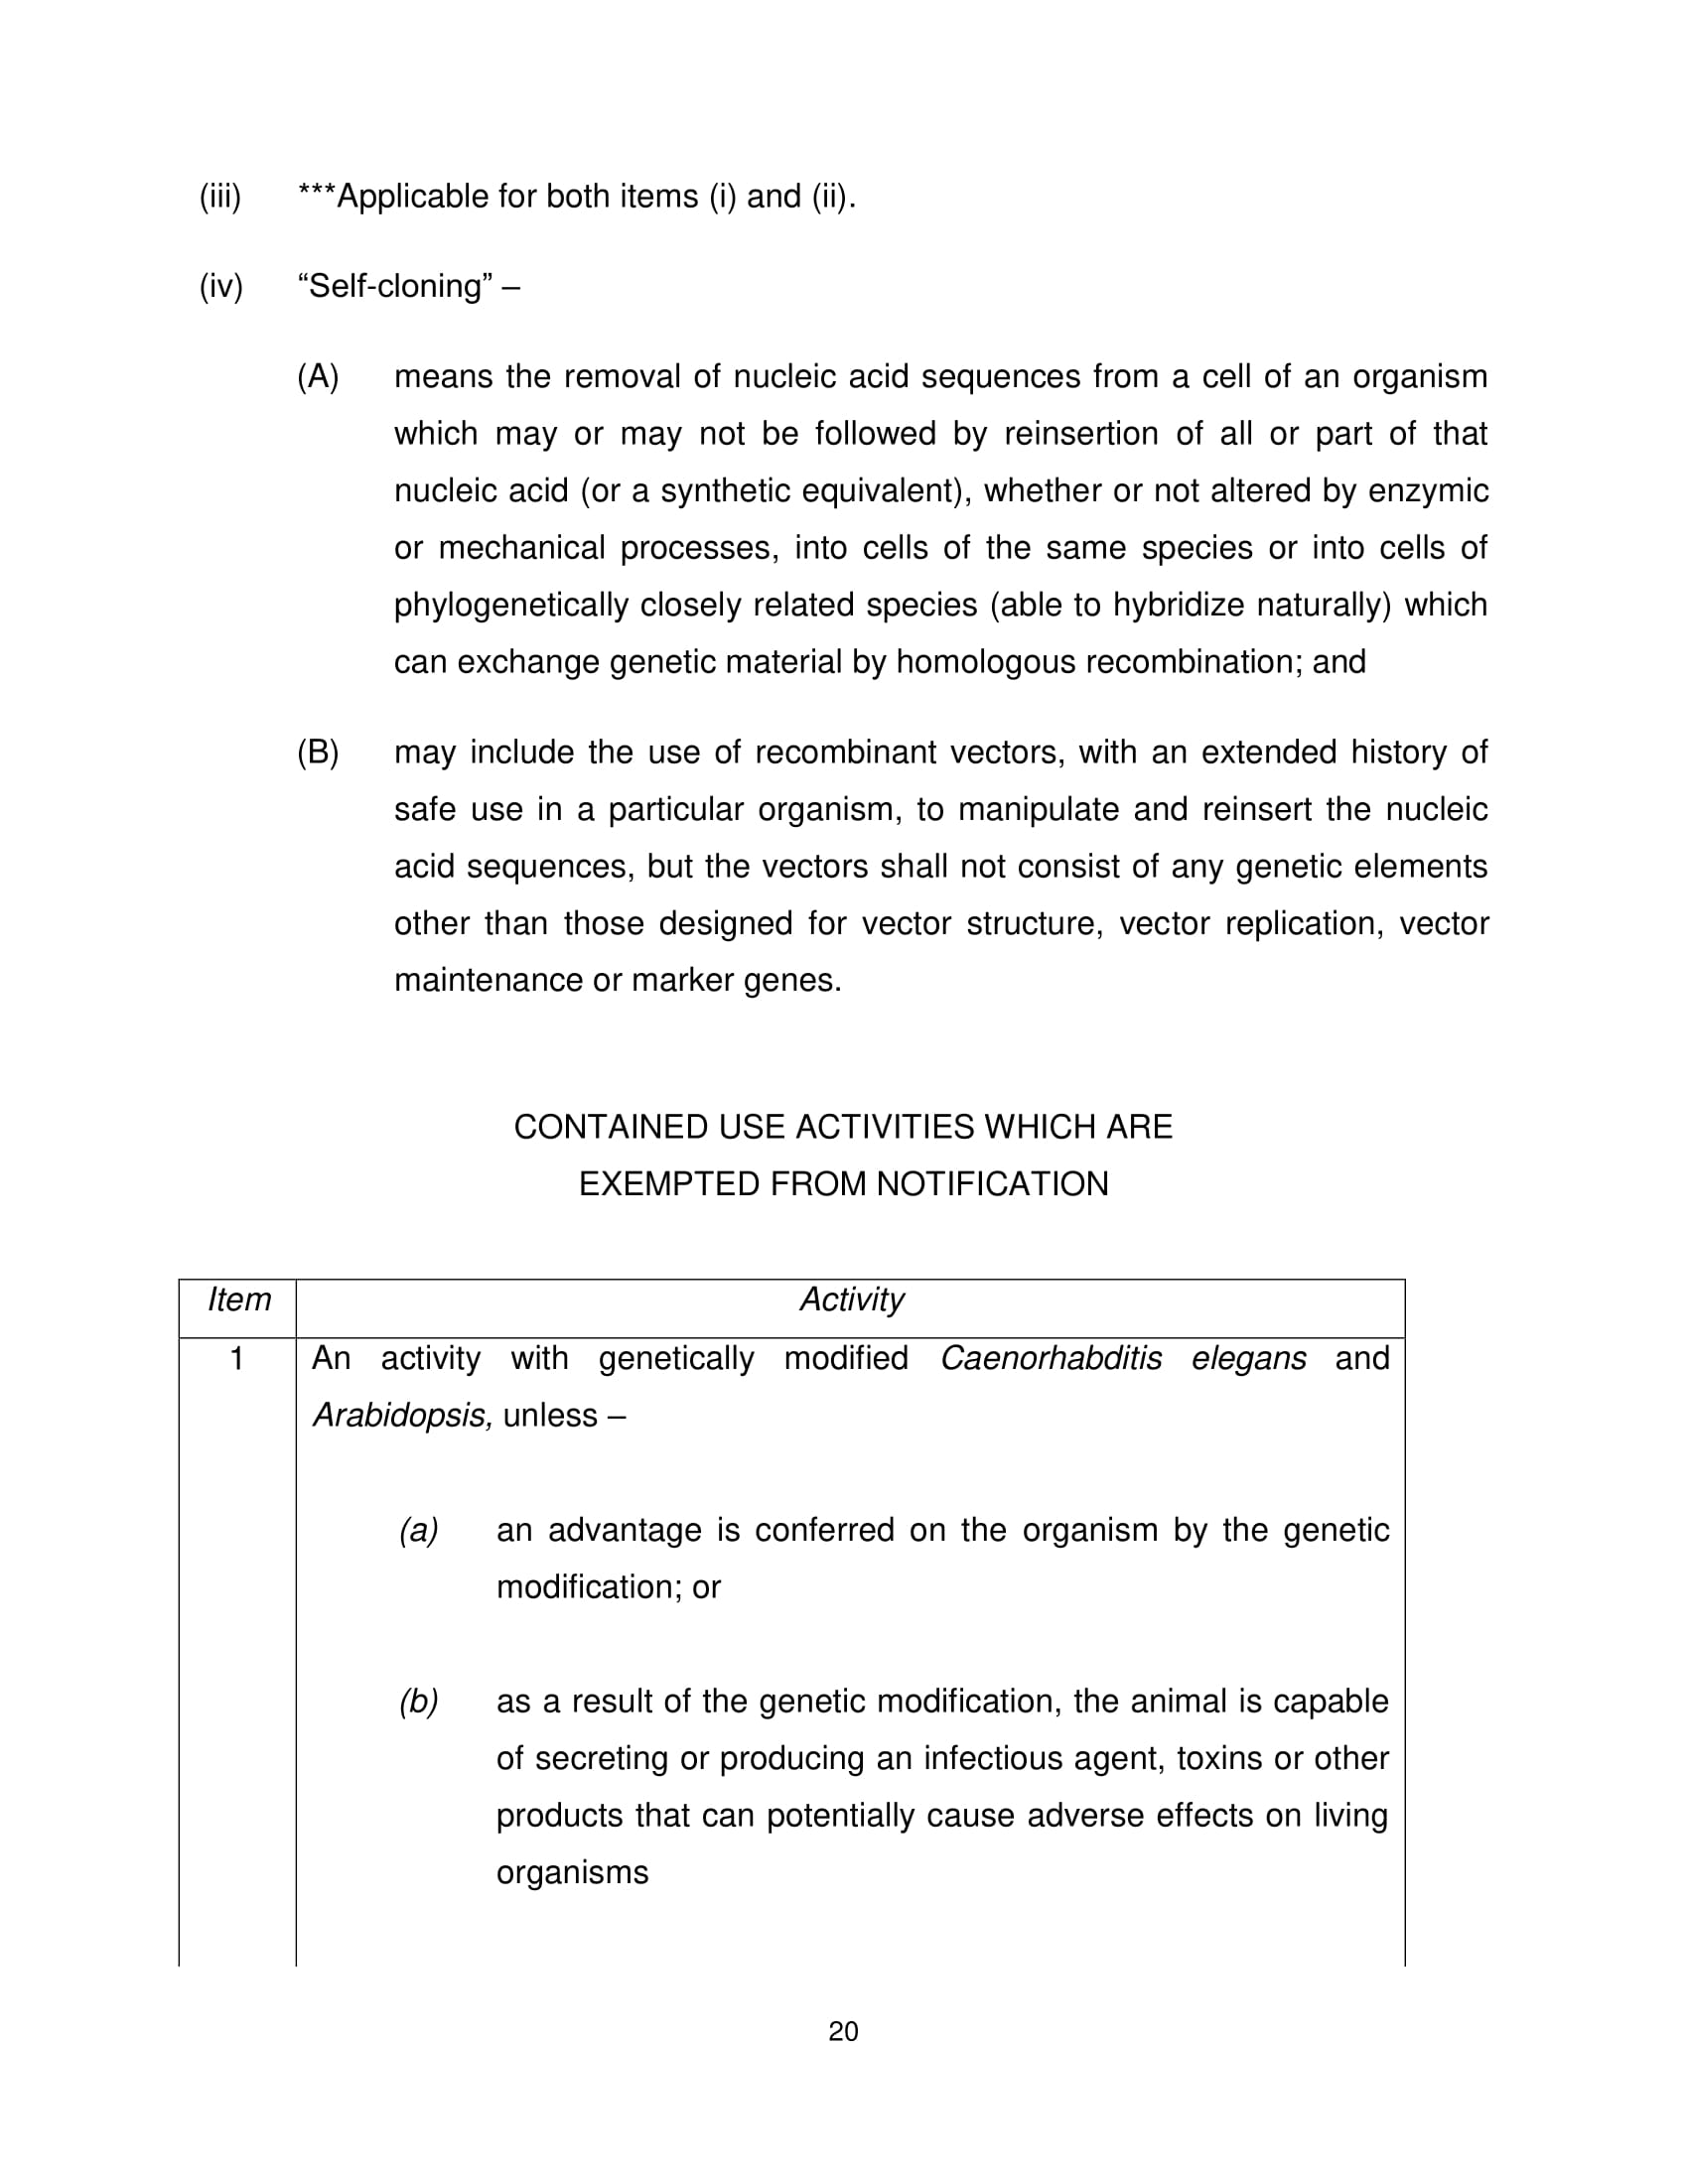 (iii) ***Applicable for both items (i) and (ii).
(iv) “Self-cloning” –
(A) means the removal of nucleic acid sequences from a cell of an organism
which may or may not be followed by reinsertion of all or part of that
nucleic acid (or a synthetic equivalent), whether or not altered by enzymic
or mechanical processes, into cells of the same species or into cells of
phylogenetically closely related species (able to hybridize naturally) which
can exchange genetic material by homologous recombination; and
(B) may include the use of recombinant vectors, with an extended history of
safe use in a particular organism, to manipulate and reinsert the nucleic
acid sequences, but the vectors shall not consist of any genetic elements
other than those designed for vector structure, vector replication, vector
maintenance or marker genes.
CONTAINED USE ACTIVITIES WHICH ARE
EXEMPTED FROM NOTIFICATION
Item Activity
1 An activity with genetically modified Caenorhabditis elegans and
Arabidopsis, unless –
(a) an advantage is conferred on the organism by the genetic
modification; or
(b) as a result of the genetic modification, the animal is capable
of secreting or producing an infectious agent, toxins or other
products that can potentially cause adverse effects on living
organisms
20